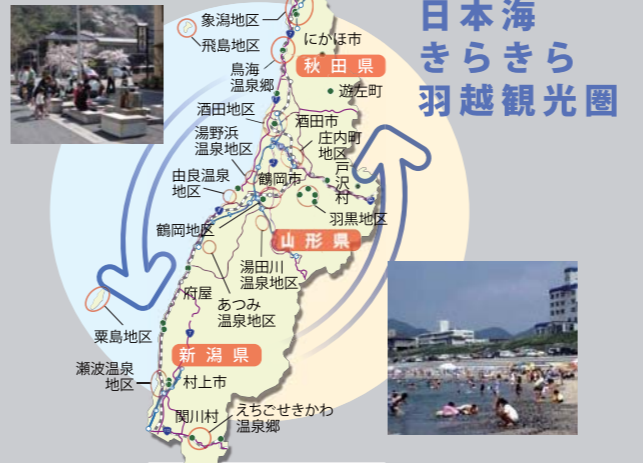 日本海
きらきら
羽越観光圏
象潟地区
飛島地区
にかほ市
秋田県
鳥海
温泉郷
遊佐町
酒田地区
酒田市
湯野浜
温泉地区
庄内町
地区
戸沢村
由良温泉
地区
鶴岡市
羽黒地区
鶴岡地区
山形県
湯田川
温泉地区
府屋
あつみ
温泉地区
粟島地区
新潟県
瀬波温泉
地区
村上市
関川村
えちごせきかわ
温泉郷